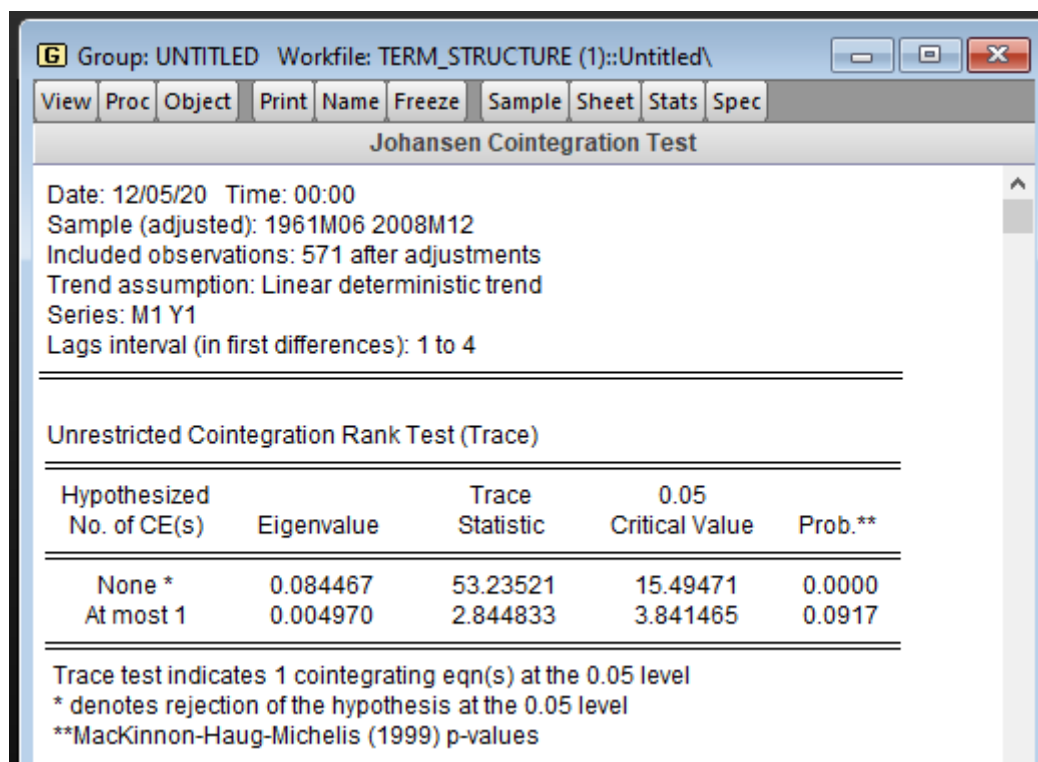 G Group: UNTITLED Workfile: TERM_STRUCTURE (1)::Untitled\
View Proc Object Print Name Freeze Sample Sheet Stats Spec
Johansen Cointegration Test
Date: 12/05/20 Time: 00:00
Sample (adjusted): 1961M06 2008M12
Included observations: 571 after adjustments
Trend assumption: Linear deterministic trend
Series: M1 Y1
Lags interval (in first differences): 1 to 4
Unrestricted Cointegration Rank Test (Trace)
Hypothesized Trace 0.05
No. of CE(s) Eigenvalue Statistic Critical Value Prob.**
None * 0.084467 53.23521 15.49471 0.0000
At most 1 0.004970 2.844833 3.841465 0.0917
Trace test indicates 1 cointegrating eqn(s) at the 0.05 level
* denotes rejection of the hypothesis at the 0.05 level
**MacKinnon-Haug-Michelis (1999) p-values